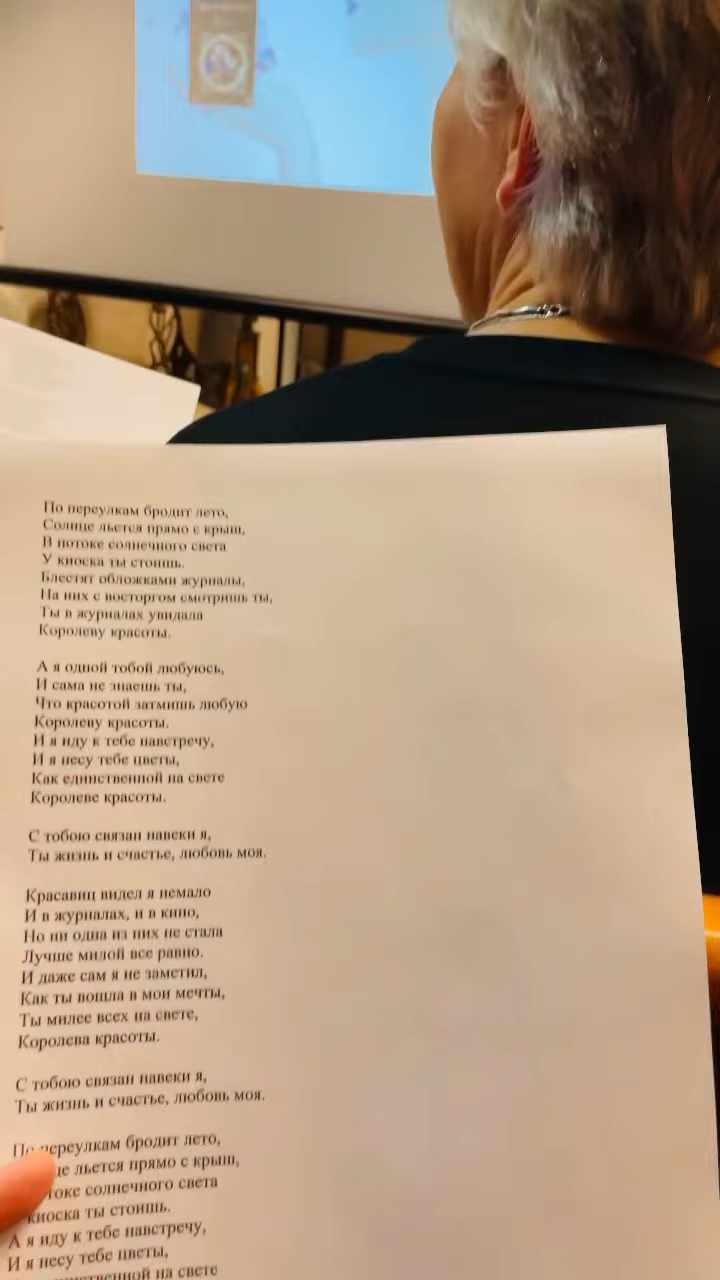 По переулкам бродит лето,
Солнце льется прямо с крыш,
В потоке солнечного света
У киоска ты стоишь.
Блестят обложками журналы,
На них с восторгом смотришь ты,
Ты в журналах увидала
Королеву красоты.
А я одной тобой любуюсь,
И сама не знаешь ты,
Что красотой затмишь любую
Королеву красоты.
И я иду к тебе навстречу,
И я несу тебе цветы,
Как единственной на свете
Королеве красоты.
С тобою связан навеки я,
Ты жизнь и счастье, любовь моя.
Красавиц видел я немало
И в журналах, и в кино,
Но ни одна из них не стала
Лучше милой все равно.
И даже сам я не заметил,
Как ты вошла в мои мечты,
Ты милее всех на свете,
Королева красоты.
С тобою связан навеки я,
Ты жизнь и счастье, любовь моя.
По переулкам бродит лето,
льется прямо с крыш,
солнечного света
киоска ты стоишь.
А я иду к тебе навстречу,
И я несу тебе цветы,
на свете